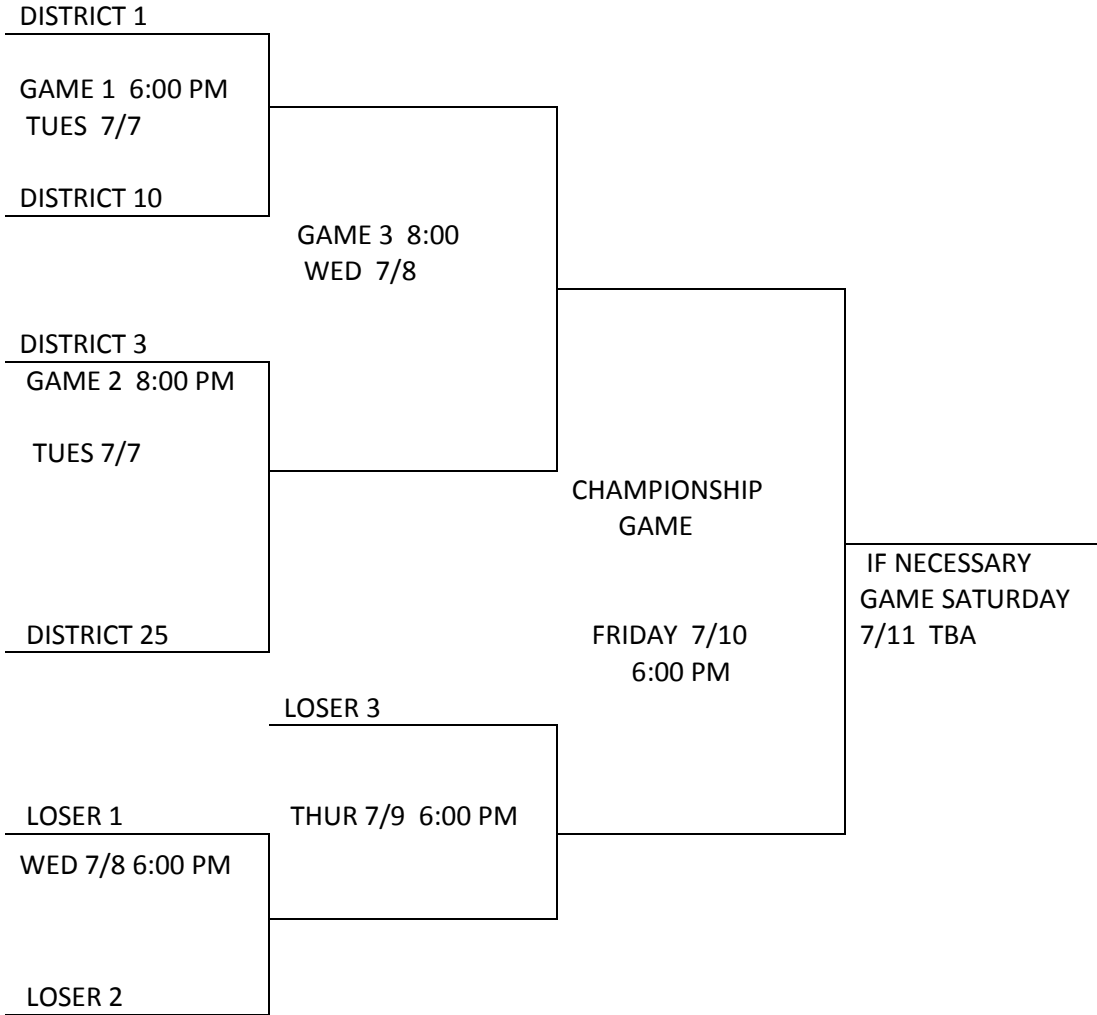 DISTRICT 1
GAME 1 6:00 PM
TUES 7/7
DISTRICT 10
GAME 3 8:00
WED 7/8
DISTRICT 3
GAME 2 8:00 PM
TUES 7/7
CHAMPIONSHIP
GAME
IF NECESSARY
GAME SATURDAY
7/11 TBA
DISTRICT 25
FRIDAY 7/10
6:00 PM
LOSER 3
LOSER 1
THUR 7/9 6:00 PM
WED 7/8 6:00 PM
LOSER 2